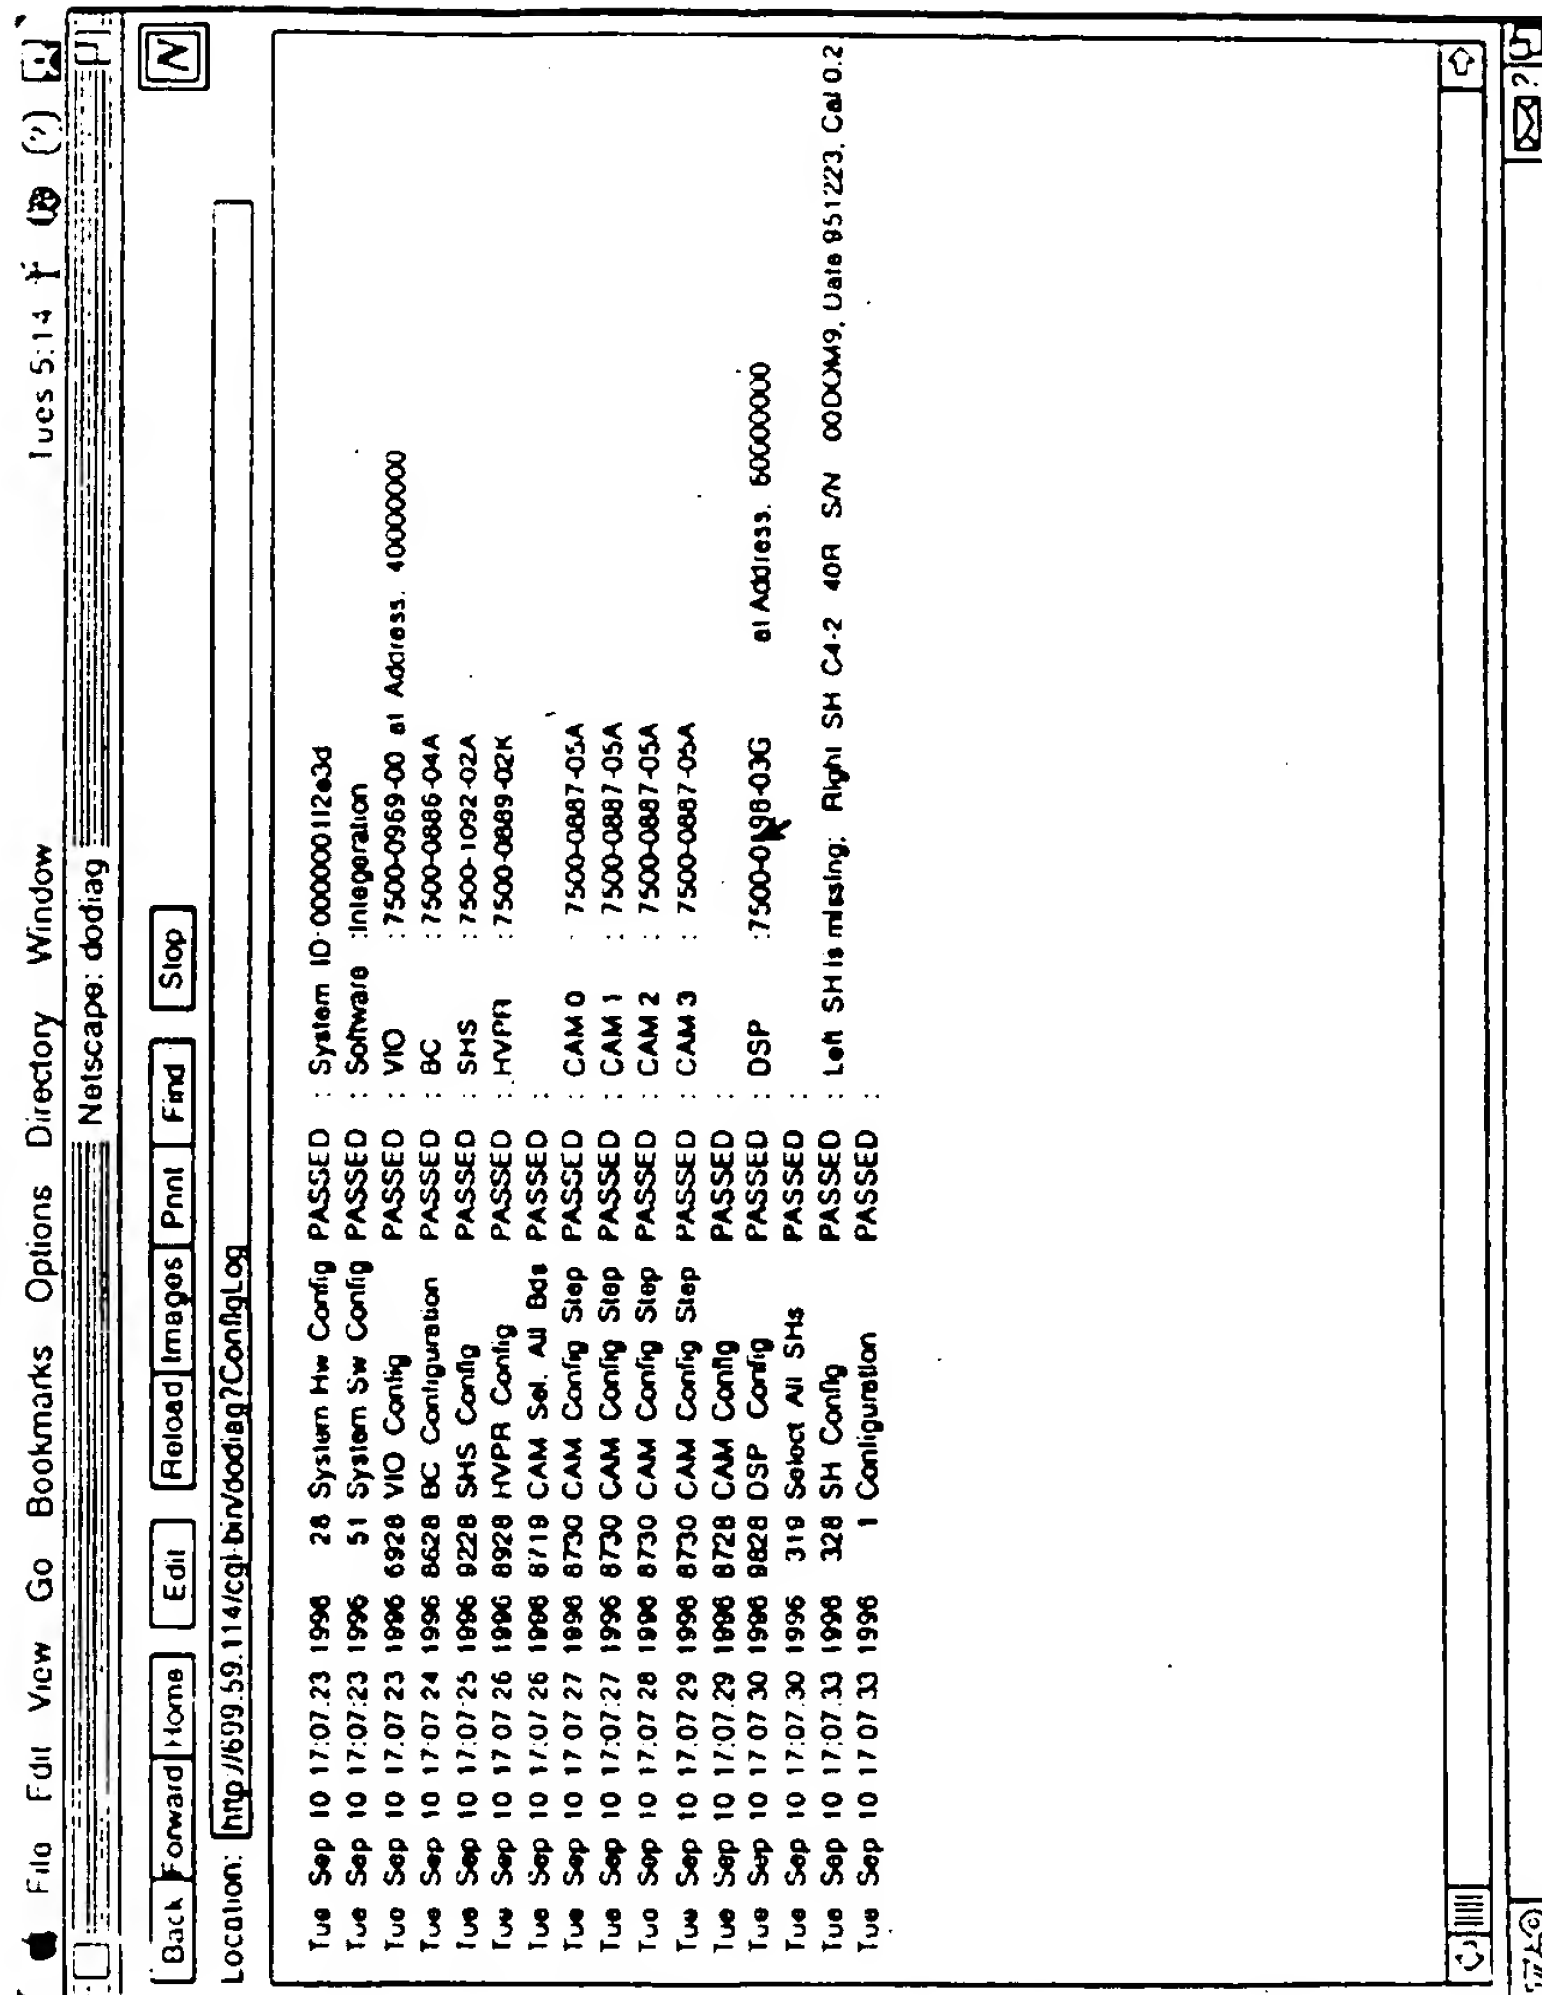 File Edit View Go Bookmarks Options Directory Window Tues 5:14 (?)
Netscape: dodiag
Back Forward Home Edit Reload Images Print Find Stop N
Location: http://699.59.114/cgi-bin/dodiag?ConfigLog
Tue Sep 10 17:07:23 1996 28 System Hw Config PASSED : System ID:
Tue Sep 10 17:07:23 1996 51 System Sw Config PASSED : Software :Integeration
Tue Sep 10 17:07:23 1996 6928 VIO Config PASSED : VIO :7500-0969-00 at Address. 40000000
Tue Sep 10 17:07:24 1996 8628 BC Configuration PASSED : BC :7500-0886-04A
Tue Sep 10 17:07:25 1996 9228 SHS Config PASSED : SHS :7500-1092-02A
Tue Sep 10 17:07:26 1996 8928 HVPR Config PASSED : HVPR :7500-0889-02K
Tue Sep 10 17:07:26 1996 8719 CAM Sel. All Bds PASSED :
Tue Sep 10 17:07:27 1996 8730 CAM Config Step PASSED : CAM 0 : 7500-0887-05A
Tue Sep 10 17:07:27 1996 8730 CAM Config Step PASSED : CAM 1 : 7500-0887-05A
Tue Sep 10 17:07:28 1996 8730 CAM Config Step PASSED : CAM 2 : 7500-0887-05A
Tue Sep 10 17:07:29 1996 8730 CAM Config Step PASSED : CAM 3 : 7500-0887-05A
Tue Sep 10 17:07:29 1996 8728 CAM Config PASSED
Tue Sep 10 17:07:30 1996 9828 DSP Config PASSED : DSP :7500-0198-03G at Address. 60000000
Tue Sep 10 17:07:30 1996 319 Select All SHs PASSED :
Tue Sep 10 17:07:33 1996 328 SH Config PASSED : Left SH is missing; Right SH C4-2 40R S/N 00DOM9, Date 951223, Cal 0.2
Tue Sep 10 17:07:33 1996 1 Configuration PASSED :
?